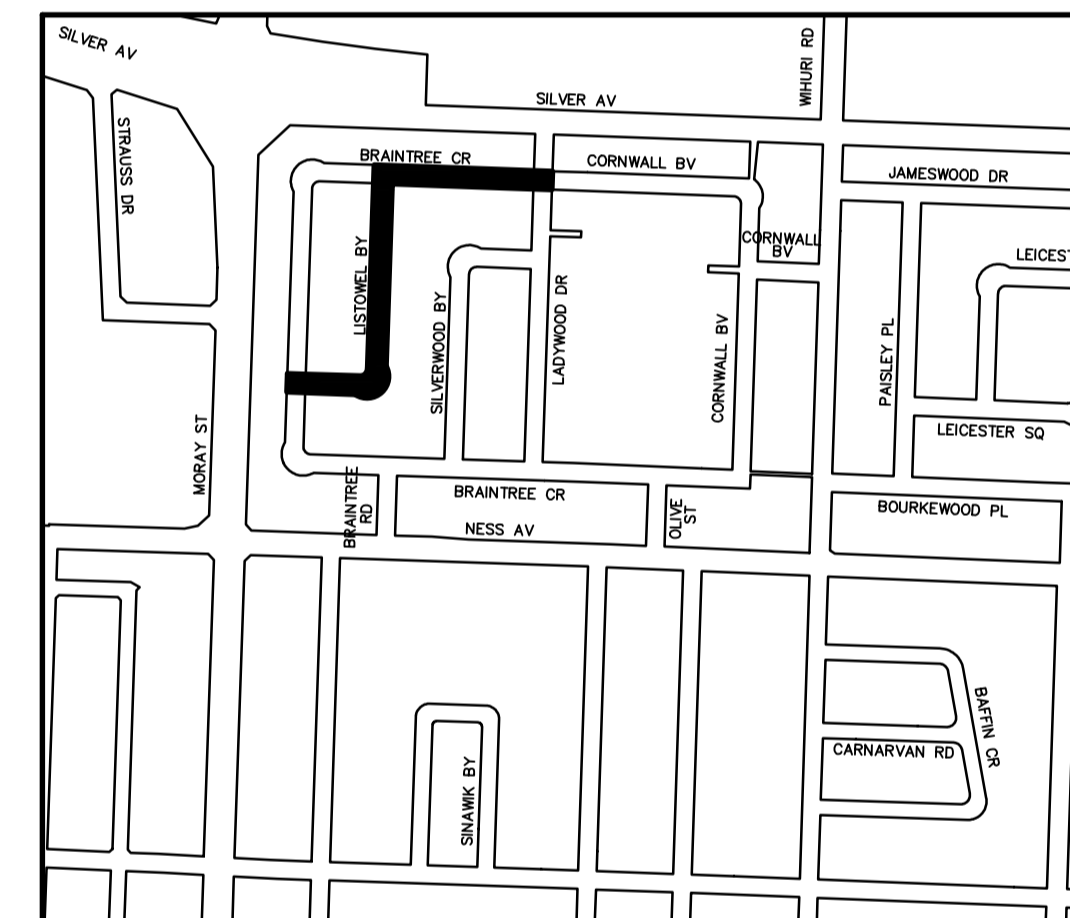 SILVER AV
WIHURI RD
SILVER AV
STRAUSS DR
BRAINTREE CR
CORNWALL BV
JAMESWOOD DR
CORNWALL
BV
LEICES
LISTOWEL BY
SILVERWOOD BY
LADYWOOD DR
CORNWALL BV
PAISLEY PL
MORAY ST
LEICESTER SQ
BRAINTREE
RD
BRAINTREE CR
NESS AV
OLIVE
ST
BOURKEWOOD PL
BAFFIN CR
CARNARVAN RD
SINAWIK BY